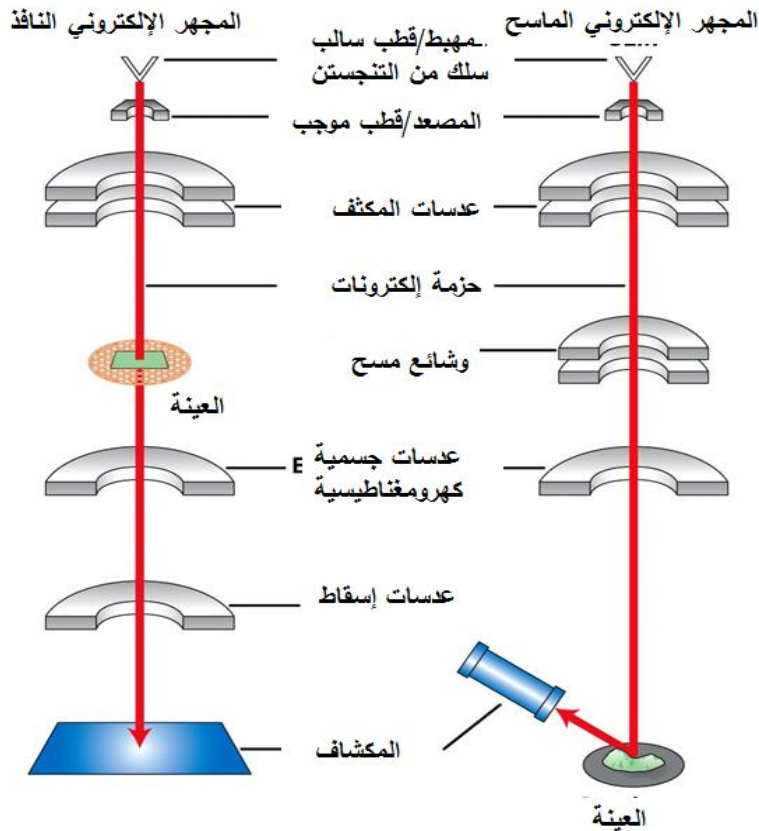 المجهر الإلكتروني الماسح
المجهر الإلكتروني النافذ
مهبط/قطب سالب
سلك من التنجستن
المصعد/قطب موجب
عدسات المكثف
حزمة إلكترونات
وشائع مسح
العينة
عدسات جسمية
E
كهرومغناطيسية
عدسات إسقاط
المكشاف
العينة